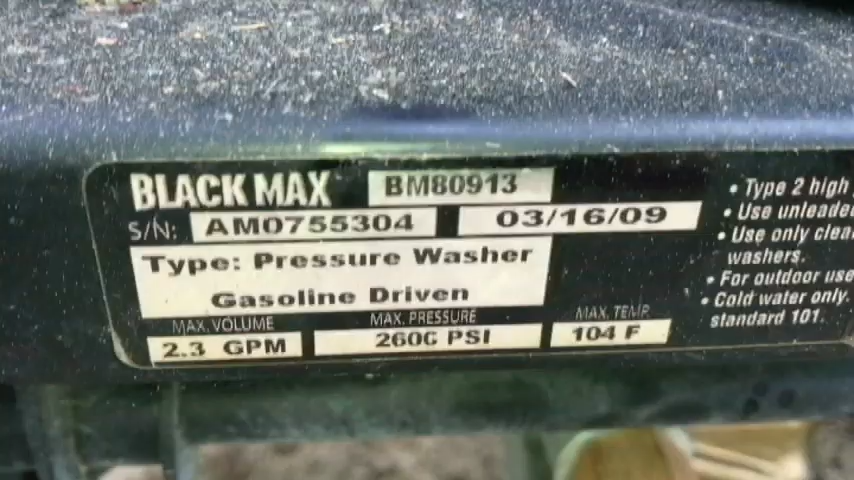 BLACK MAX BM80913
S/N: AM0755304 03/16/09
Type: Pressure Washer
Gasoline Driven
MAX. VOLUME MAX. PRESSURE MAX. TEMP.
2.3 GPM 2600 PSI 104 F
• Type 2 high
• Use unleade
• Use only clea
washers.
• For outdoor use
• Cold water only.
standard 101.